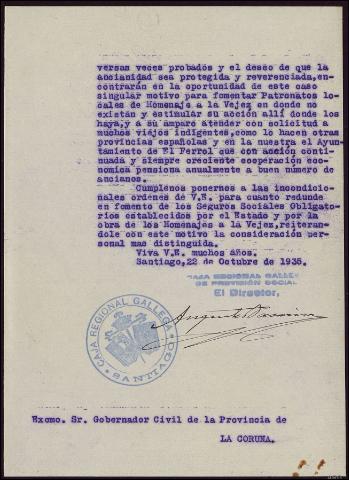 versas veces probados y el deseo de que la
ancianidad sea protegida y reverenciada,en-
contrarán en la oportunidad de este caso
singular motivo para fomentar Patronatos lo-
cales de Homenaje a la Vejez en donde no
existan y estimular su acción allí donde los
haya,y a su amparo atender con solicitud a
muchos viejos indigentes,como lo hacen otras
provincias españolas y en la nuestra el Ayun-
tamiento de El Ferrol que con acción conti-
nuada y siempre creciente cooperación econo-
mica pensiona anualmente a buen número de
ancianos.
Cumplenos ponernos a las incondicio-
nales ordenes de V.E. para cuanto redunde
en fomento de los Seguros Sociales Obligato-
rios establecidos por el Estado y por la
obra de los Homenajes a la Vejez,reiteran-
dole con este motivo la consideración per-
sonal mas distinguida.
Viva V.E. muchos años.
Santiago, 22 de Octubre de 1935.
CAJA REGIONAL GALLEGA
DE PREVISIÓN SOCIAL
El Director,
CAJA REGIONAL GALLEGA
SANTIAGO
Excmo. Sr. Gobernador Civil de la Provincia de
LA CORUÑA.